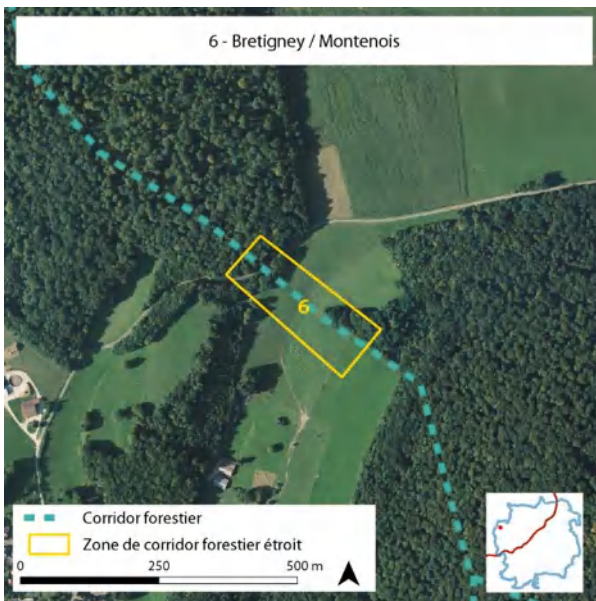 6 - Bretigney / Montenois
6
Corridor forestier
Zone de corridor forestier étroit
0 250 500 m